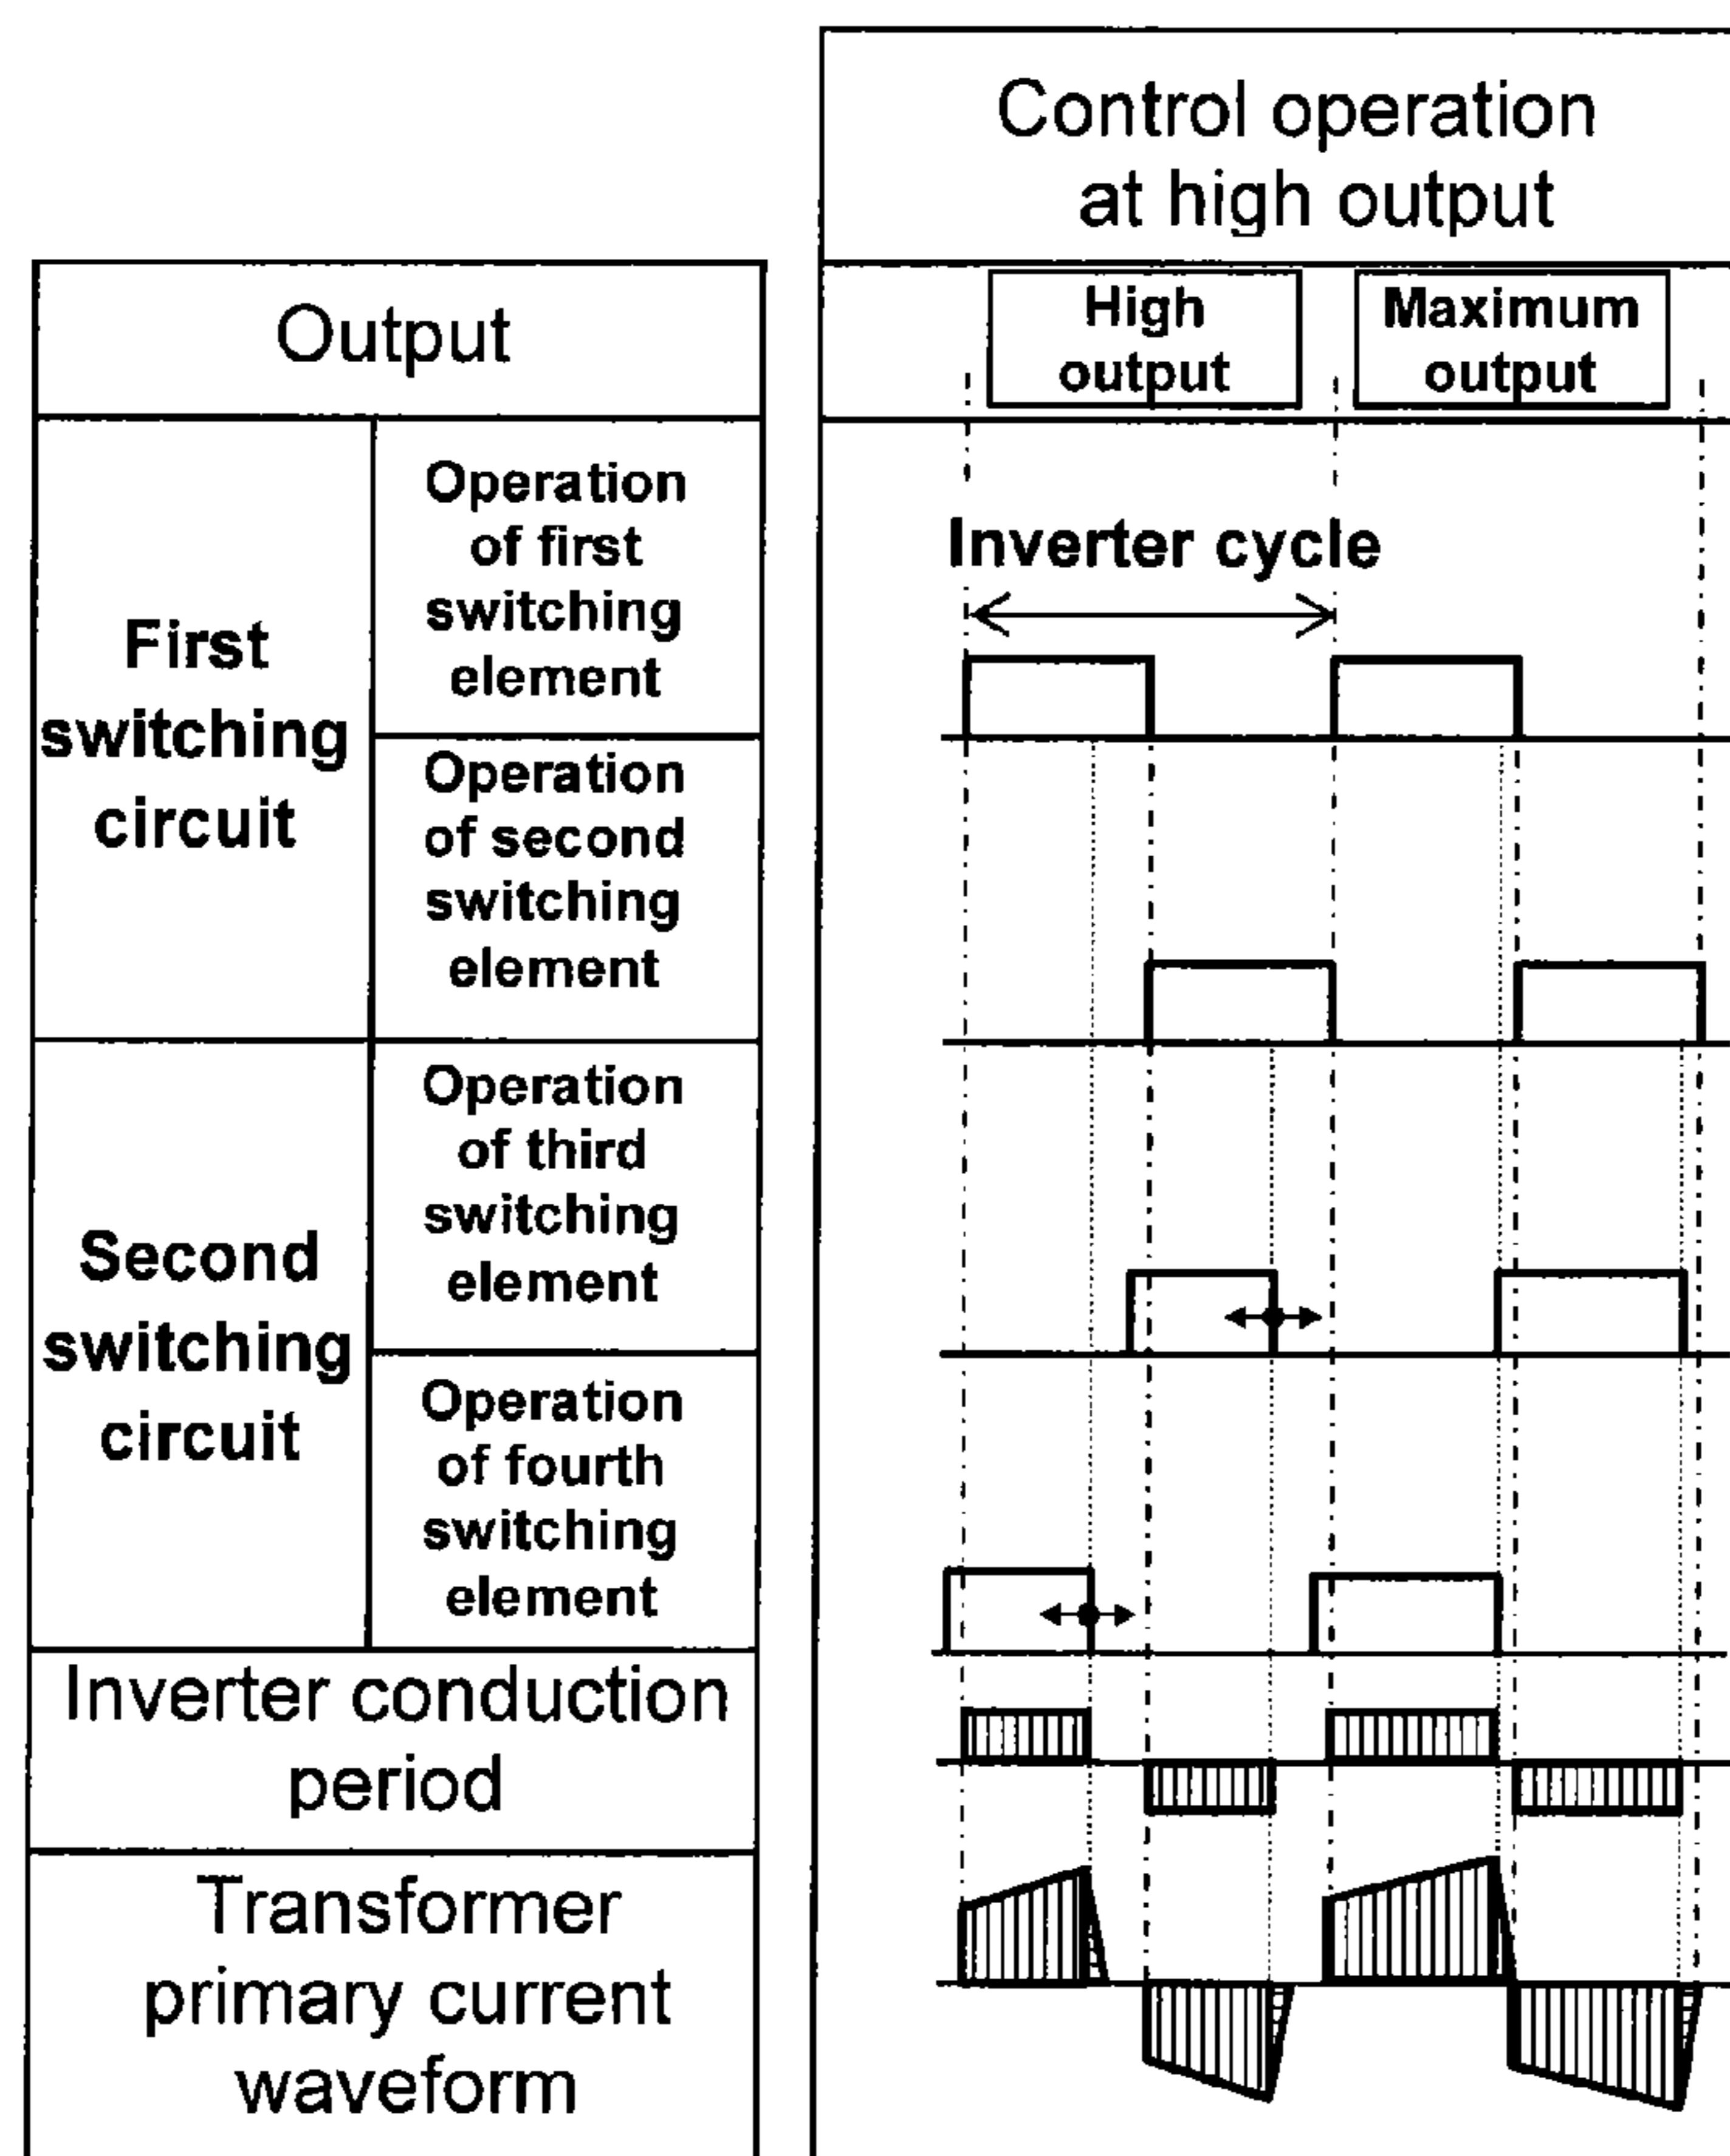 Control operation
at high output
High
output
Maximum
output
Output
First
switching
circuit
Operation
of first
switching
element
Inverter cycle
Operation
of second
switching
element
Second
switching
circuit
Operation
of third
switching
element
Operation
of fourth
switching
element
Inverter conduction
period
Transformer
primary current
waveform